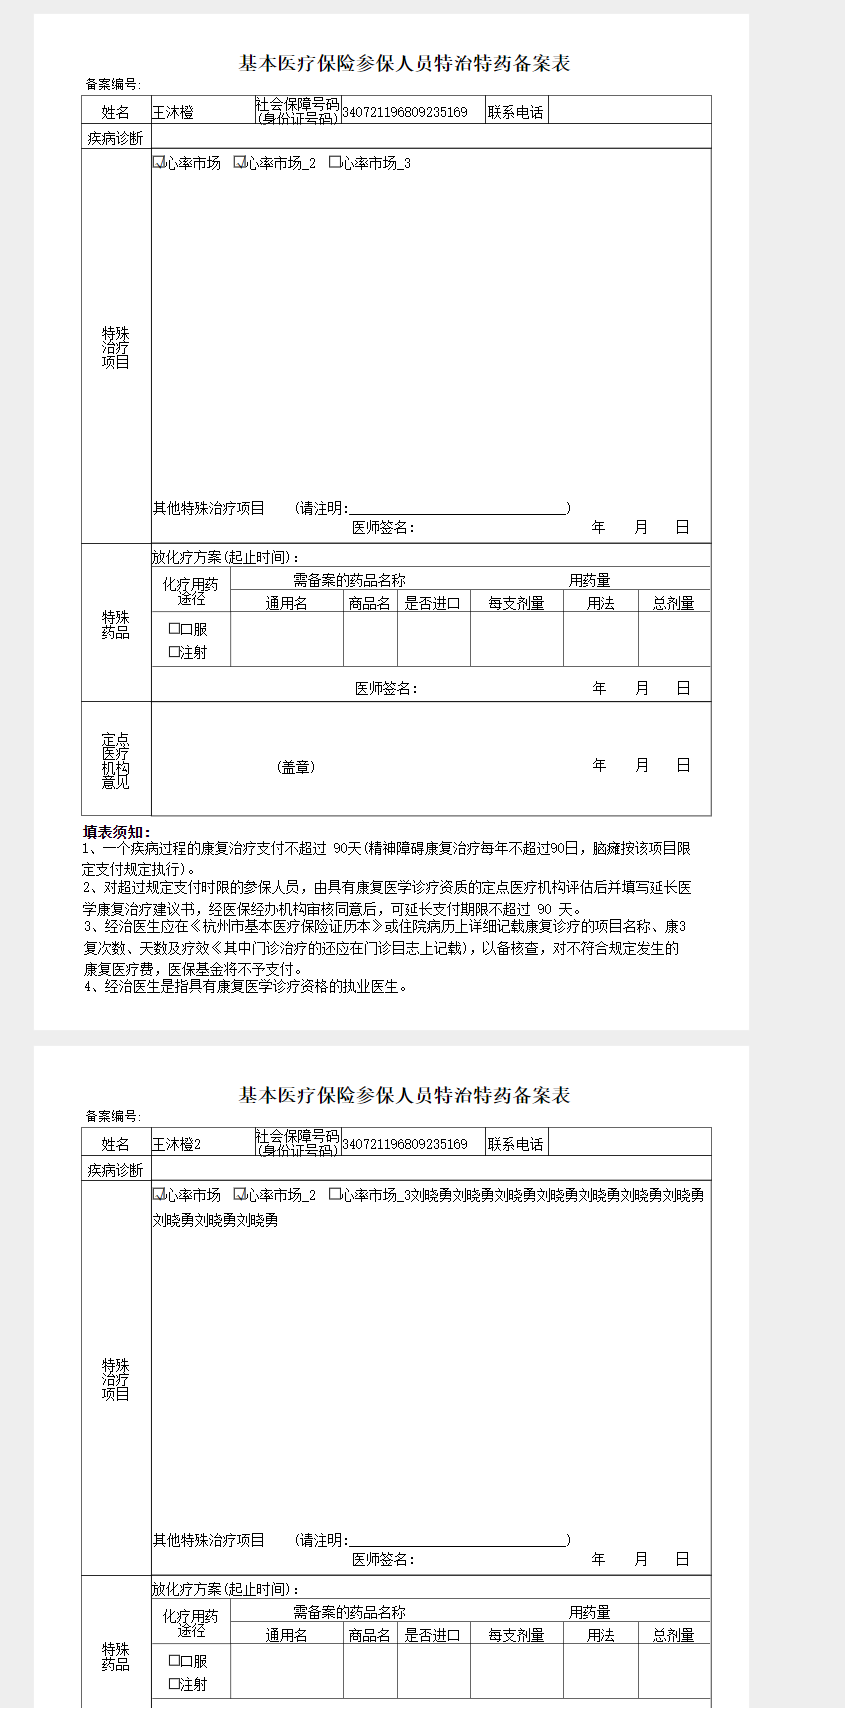 基本医疗保险参保人员特治特药备案表
备案编号:
姓名 王沐橙 社会保障号码(身份证号码) 340721196809235169 联系电话
疾病诊断
特殊治疗项目
☑心率市场 ☑心率市场_2 ☐心率市场_3
其他特殊治疗项目 (请注明:______________________________)
医师签名: 年 月 日
特殊药品
放化疗方案(起止时间):
化疗用药途径 需备案的药品名称 用药量
通用名 商品名 是否进口 每支剂量 用法 总剂量
☐口服
☐注射
医师签名: 年 月 日
定点医疗机构意见
(盖章) 年 月 日
填表须知:
1、一个疾病过程的康复治疗支付不超过 90天(精神障碍康复治疗每年不超过90日, 脑瘫按该项目限
定支付规定执行)。
2、对超过规定支付时限的参保人员, 由具有康复医学诊疗资质的定点医疗机构评估后并填写延长医
学康复治疗建议书, 经医保经办机构审核同意后, 可延长支付期限不超过 90 天。
3、经治医生应在《杭州市基本医疗保险证历本》或住院病历上详细记载康复诊疗的项目名称、康3
复次数、天数及疗效《其中门诊治疗的还应在门诊日志上记载), 以备核查, 对不符合规定发生的
康复医疗费, 医保基金将不予支付。
4、经治医生是指具有康复医学诊疗资格的执业医生。
基本医疗保险参保人员特治特药备案表
备案编号:
姓名 王沐橙2 社会保障号码(身份证号码) 340721196809235169 联系电话
疾病诊断
特殊治疗项目
☑心率市场 ☑心率市场_2 ☐心率市场_3刘晓勇刘晓勇刘晓勇刘晓勇刘晓勇刘晓勇刘晓勇
刘晓勇刘晓勇刘晓勇
其他特殊治疗项目 (请注明:______________________________)
医师签名: 年 月 日
特殊药品
放化疗方案(起止时间):
化疗用药途径 需备案的药品名称 用药量
通用名 商品名 是否进口 每支剂量 用法 总剂量
☐口服
☐注射